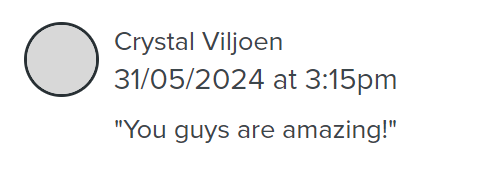 Crystal Viljoen
31/05/2024 at 3:15pm
"You guys are amazing!"